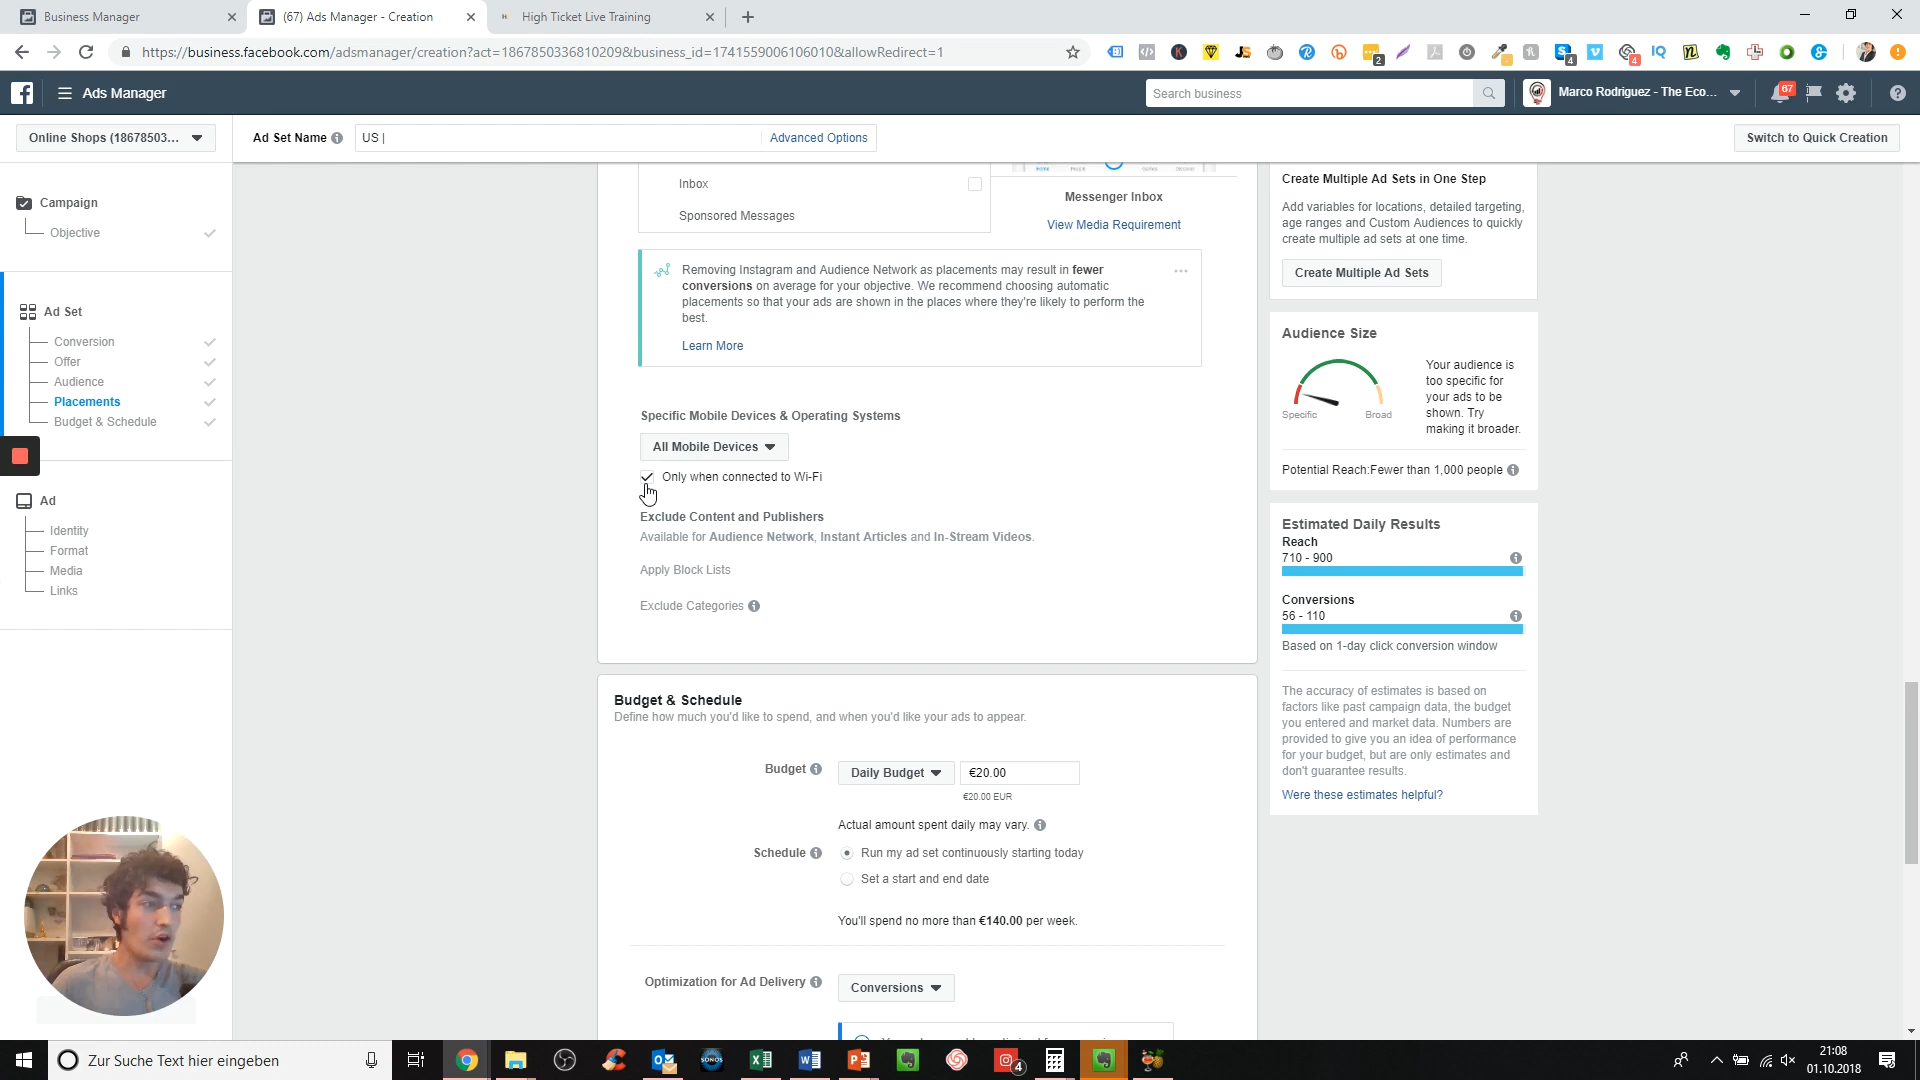 Business Manager
(67) Ads Manager - Creation
High Ticket Live Training
https://business.facebook.com/adsmanager/creation?act=1867850336810209&business_id=1741559006106010&allowRedirect=1
Ads Manager
Search business
Marco Rodriguez - The Eco...
67
Online Shops (18678503...
Ad Set Name
US |
Advanced Options
Switch to Quick Creation
Campaign
Objective
Ad Set
Conversion
Offer
Audience
Placements
Budget & Schedule
Ad
Identity
Format
Media
Links
Inbox
Sponsored Messages
Messenger Inbox
View Media Requirement
Removing Instagram and Audience Network as placements may result in fewer
conversions on average for your objective. We recommend choosing automatic
placements so that your ads are shown in the places where they're likely to perform the
best.
Learn More
Specific Mobile Devices & Operating Systems
All Mobile Devices
Only when connected to Wi-Fi
Exclude Content and Publishers
Available for Audience Network, Instant Articles and In-Stream Videos.
Apply Block Lists
Exclude Categories
Budget & Schedule
Define how much you'd like to spend, and when you'd like your ads to appear.
Budget
Daily Budget
€20.00
€20.00 EUR
Actual amount spent daily may vary.
Schedule
Run my ad set continuously starting today
Set a start and end date
You'll spend no more than €140.00 per week.
Optimization for Ad Delivery
Conversions
Create Multiple Ad Sets in One Step
Add variables for locations, detailed targeting,
age ranges and Custom Audiences to quickly
create multiple ad sets at one time.
Create Multiple Ad Sets
Audience Size
Specific
Broad
Your audience is
too specific for
your ads to be
shown. Try
making it broader.
Potential Reach:Fewer than 1,000 people
Estimated Daily Results
Reach
710 - 900
Conversions
56 - 110
Based on 1-day click conversion window
The accuracy of estimates is based on
factors like past campaign data, the budget
you entered and market data. Numbers are
provided to give you an idea of performance
for your budget, but are only estimates and
don't guarantee results.
Were these estimates helpful?
Zur Suche Text hier eingeben
SONOS
4
21:08
01.10.2018